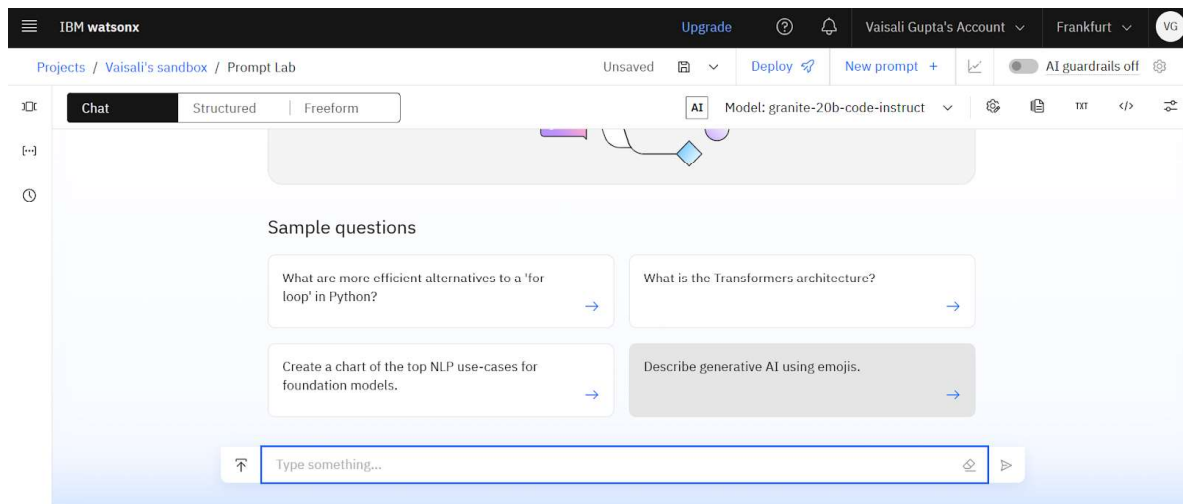 IBM watsonx
Upgrade
Vaisali Gupta's Account
Frankfurt
VG
Projects / Vaisali's sandbox / Prompt Lab
Unsaved
Deploy
New prompt +
AI guardrails off
Chat
Structured
Freeform
AI
Model: granite-20b-code-instruct
TXT
</>
Sample questions
What are more efficient alternatives to a 'for
loop' in Python?
What is the Transformers architecture?
Create a chart of the top NLP use-cases for
foundation models.
Describe generative AI using emojis.
Type something...